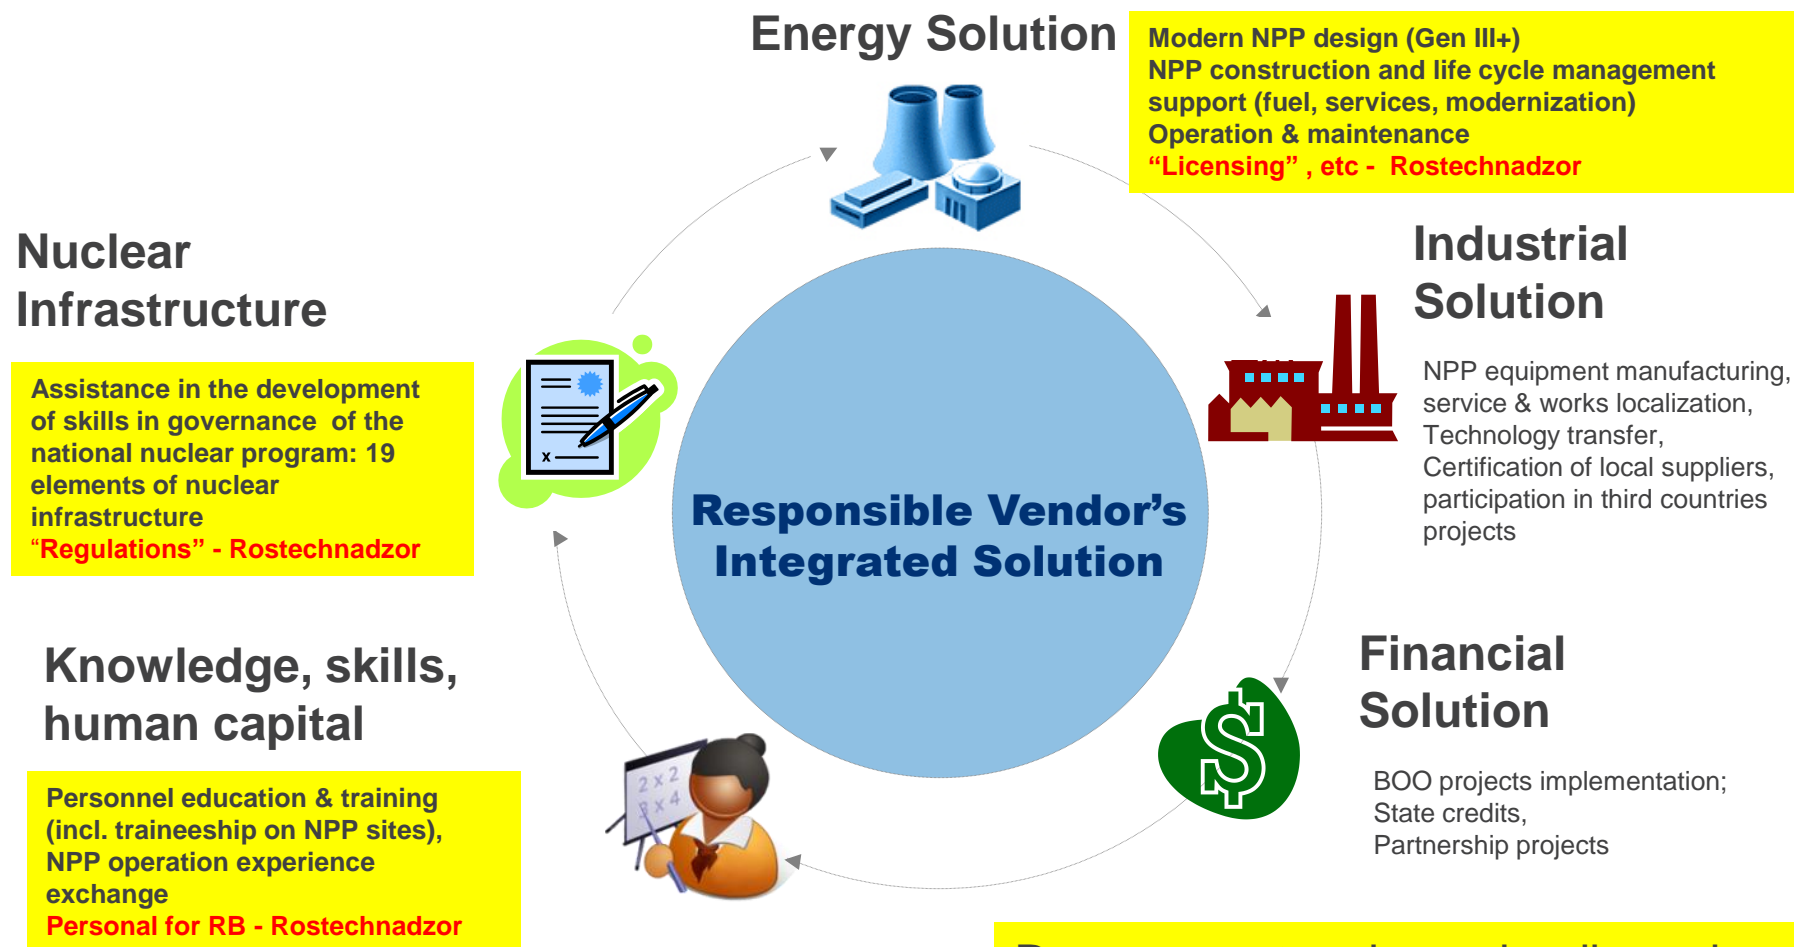 Energy Solution
Modern NPP design (Gen III+)
NPP construction and life cycle management
support (fuel, services, modernization)
Operation & maintenance
“Licensing” , etc - Rostechnadzor
Industrial
Solution
NPP equipment manufacturing,
service & works localization,
Technology transfer,
Certification of local suppliers,
participation in third countries
projects
Financial
Solution
BOO projects implementation;
State credits,
Partnership projects
Knowledge, skills,
human capital
Personnel education & training
(incl. traineeship on NPP sites),
NPP operation experience
exchange
Personal for RB - Rostechnadzor
Nuclear
Infrastructure
Assistance in the development
of skills in governance of the
national nuclear program: 19
elements of nuclear
infrastructure
“Regulations” - Rostechnadzor
Responsible Vendor’s
Integrated Solution
x
2 x 2
3 x 4